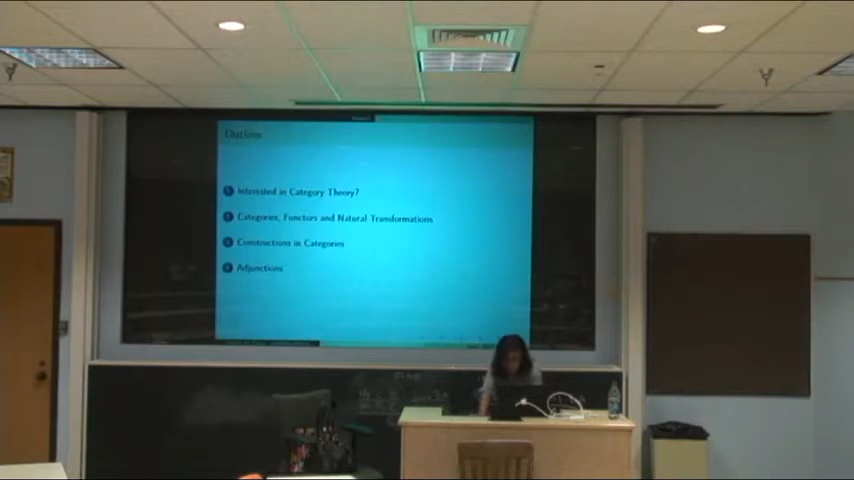 Outline
Interested in Category Theory?
Categories, Functors and Natural Transformations
Constructions in Categories
Adjunctions